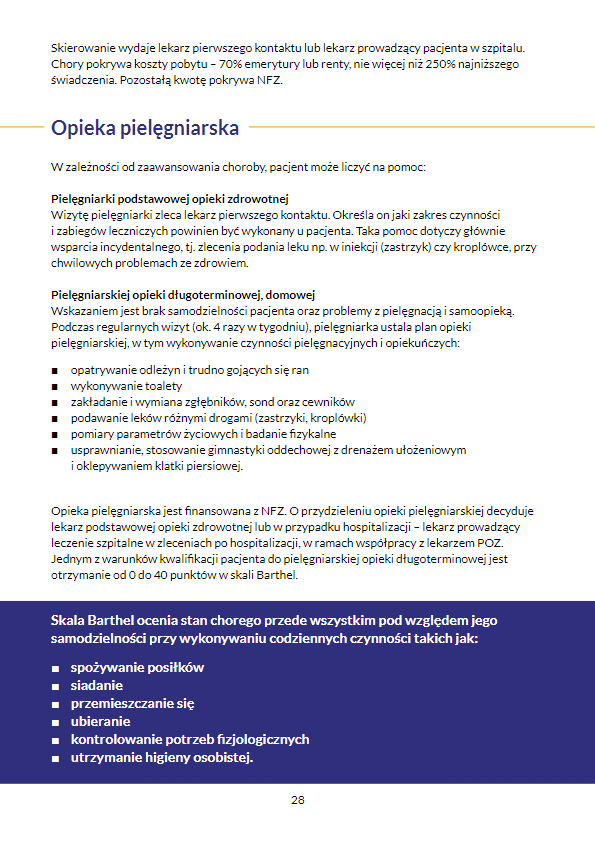 Skierowanie wydaje lekarz pierwszego kontaktu lub lekarz prowadzący pacjenta w szpitalu.
Chory pokrywa koszty pobytu – 70% emerytury lub renty, nie więcej niż 250% najniższego
świadczenia. Pozostałą kwotę pokrywa NFZ.
Opieka pielęgniarska
W zależności od zaawansowania choroby, pacjent może liczyć na pomoc:
Pielęgniarki podstawowej opieki zdrowotnej
Wizytę pielęgniarki zleca lekarz pierwszego kontaktu. Określa on jaki zakres czynności
i zabiegów leczniczych powinien być wykonany u pacjenta. Taka pomoc dotyczy głównie
wsparcia incydentalnego, tj. zlecenia podania leku np. w iniekcji (zastrzyk) czy kroplówce, przy
chwilowych problemach ze zdrowiem.
Pielęgniarskiej opieki długoterminowej, domowej
Wskazaniem jest brak samodzielności pacjenta oraz problemy z pielęgnacją i samoopieką.
Podczas regularnych wizyt (ok. 4 razy w tygodniu), pielęgniarka ustala plan opieki
pielęgniarskiej, w tym wykonywanie czynności pielęgnacyjnych i opiekuńczych:
■ opatrywanie odleżyn i trudno gojących się ran
■ wykonywanie toalety
■ zakładanie i wymiana zgłębników, sond oraz cewników
■ podawanie leków różnymi drogami (zastrzyki, kroplówki)
■ pomiary parametrów życiowych i badanie fizykalne
■ usprawnianie, stosowanie gimnastyki oddechowej z drenażem ułożeniowym
i oklepywaniem klatki piersiowej.
Opieka pielęgniarska jest finansowana z NFZ. O przydzieleniu opieki pielęgniarskiej decyduje
lekarz podstawowej opieki zdrowotnej lub w przypadku hospitalizacji – lekarz prowadzący
leczenie szpitalne w zleceniach po hospitalizacji, w ramach współpracy z lekarzem POZ.
Jednym z warunków kwalifikacji pacjenta do pielęgniarskiej opieki długoterminowej jest
otrzymanie od 0 do 40 punktów w skali Barthel.
Skala Barthel ocenia stan chorego przede wszystkim pod względem jego
samodzielności przy wykonywaniu codziennych czynności takich jak:
■ spożywanie posiłków
■ siadanie
■ przemieszczanie się
■ ubieranie
■ kontrolowanie potrzeb fizjologicznych
■ utrzymanie higieny osobistej.
28